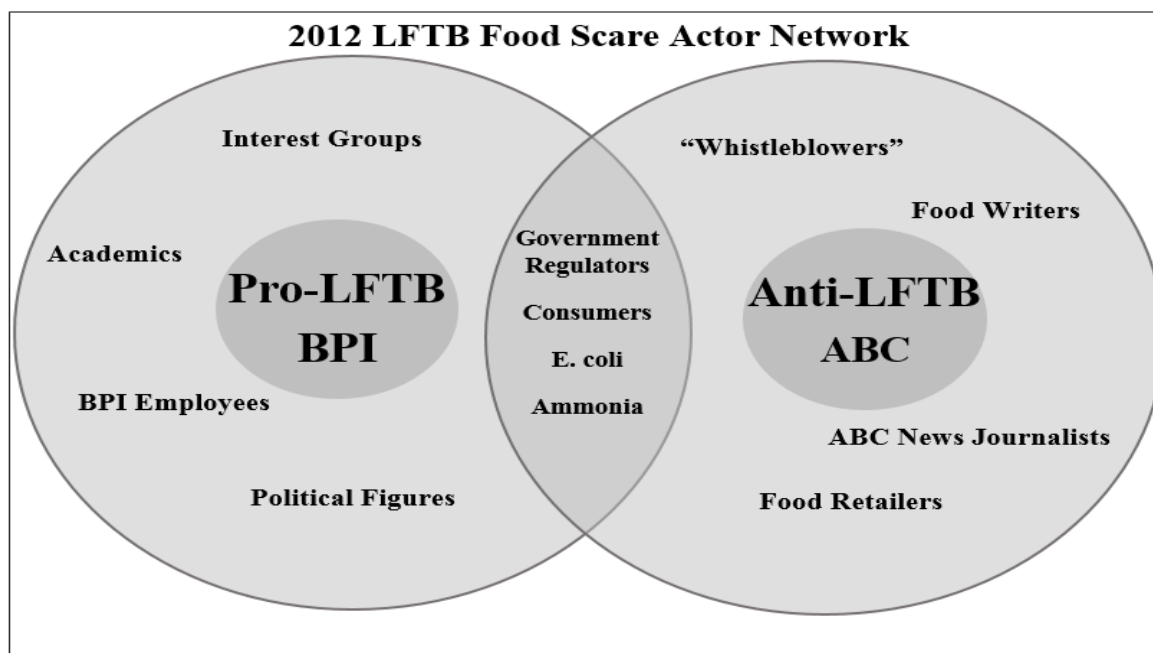 2012 LFTB Food Scare Actor Network
Interest Groups
Academics
Pro-LFTB
BPI
BPI Employees
Political Figures
Government
Regulators
Consumers
E. coli
Ammonia
“Whistleblowers”
Food Writers
Anti-LFTB
ABC
ABC News Journalists
Food Retailers